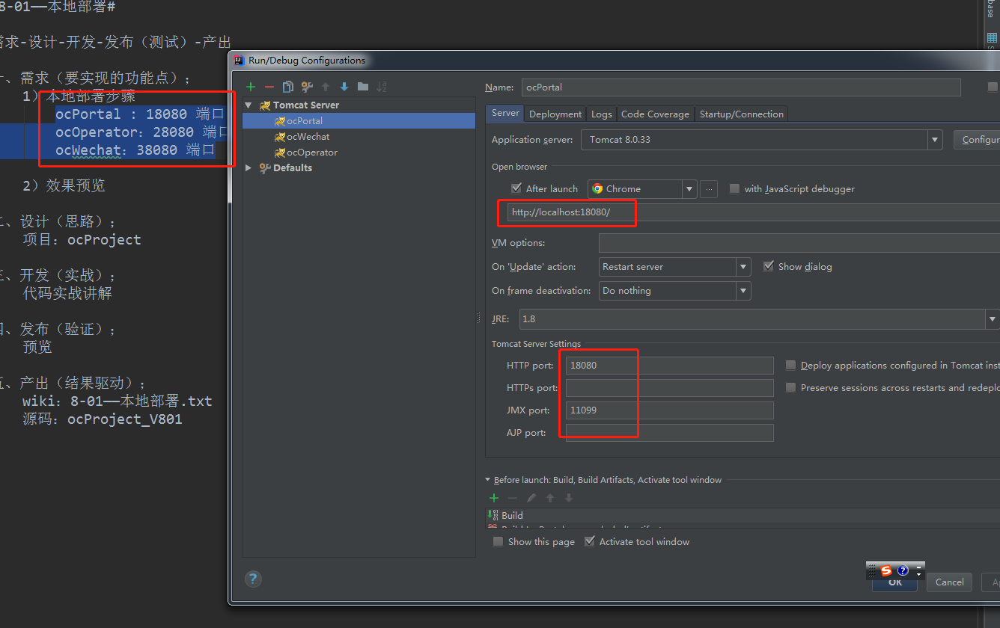 8-01——本地部署#
需求-设计-开发-发布（测试）-产出
、需求（要实现的功能点）；
1）本地部署步骤
ocPortal : 18080 端口
ocOperator: 28080 端口
ocWechat: 38080 端口
2）效果预览
、设计（思路）；
项目：ocProject
、开发（实战）；
代码实战讲解
、发布（验证）；
预览
、产出（结果驱动）；
wiki: 8-01——本地部署.txt
源码: ocProject_V801
Run/Debug Configurations
Tomcat Server
ocPortal
ocWechat
ocOperator
Defaults
Name: ocPortal
Server Deployment Logs Code Coverage Startup/Connection
Application server: Tomcat 8.0.33 Configur
Open browser
After launch Chrome ... with JavaScript debugger
http://localhost:18080/
VM options:
On 'Update' action: Restart server Show dialog
On frame deactivation: Do nothing
JRE: 1.8
Tomcat Server Settings
HTTP port: 18080 Deploy applications configured in Tomcat inst
HTTPs port: Preserve sessions across restarts and redeplo
JMX port: 11099
AJP port:
Before launch: Build, Build Artifacts, Activate tool window
Build
Show this page Activate tool window
OK Cancel Ap
base